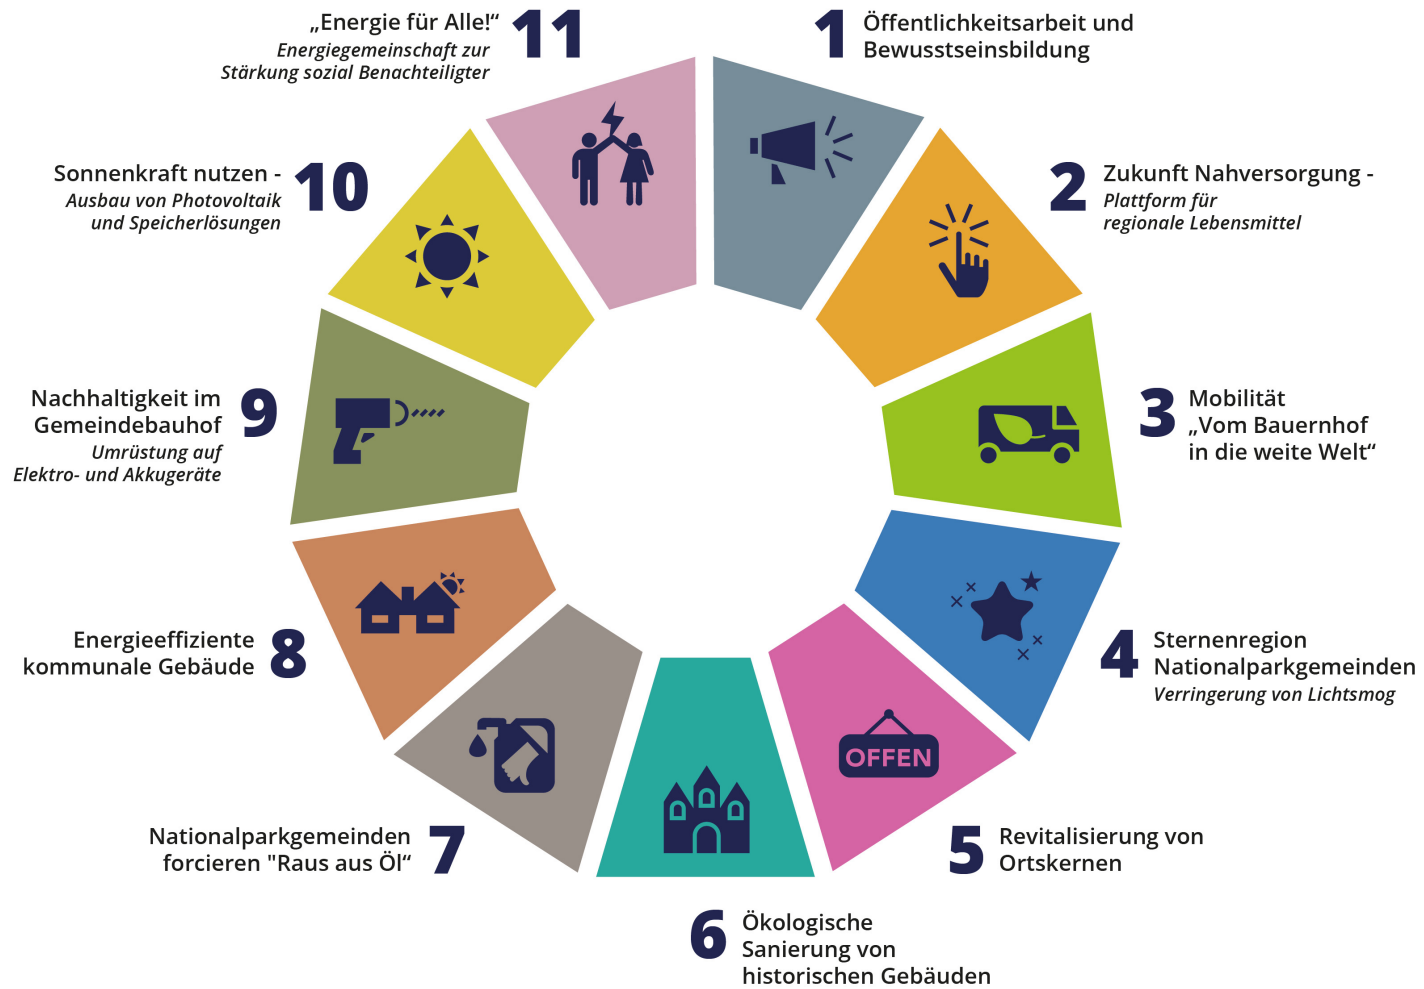 1
Öffentlichkeitsarbeit und
Bewusstseinsbildung
2
Zukunft Nahversorgung -
Plattform für
regionale Lebensmittel
3
Mobilität
„Vom Bauernhof
in die weite Welt“
4
Sternenregion
Nationalparkgemeinden
Verringerung von Lichtsmog
OFFEN
5
Revitalisierung von
Ortskernen
6
Ökologische
Sanierung von
historischen Gebäuden
7
Nationalparkgemeinden
forcieren "Raus aus Öl“
8
Energieeffiziente
kommunale Gebäude
9
Nachhaltigkeit im
Gemeindebauhof
Umrüstung auf
Elektro- und Akkugeräte
10
Sonnenkraft nutzen -
Ausbau von Photovoltaik
und Speicherlösungen
11
„Energie für Alle!“
Energiegemeinschaft zur
Stärkung sozial Benachteiligter